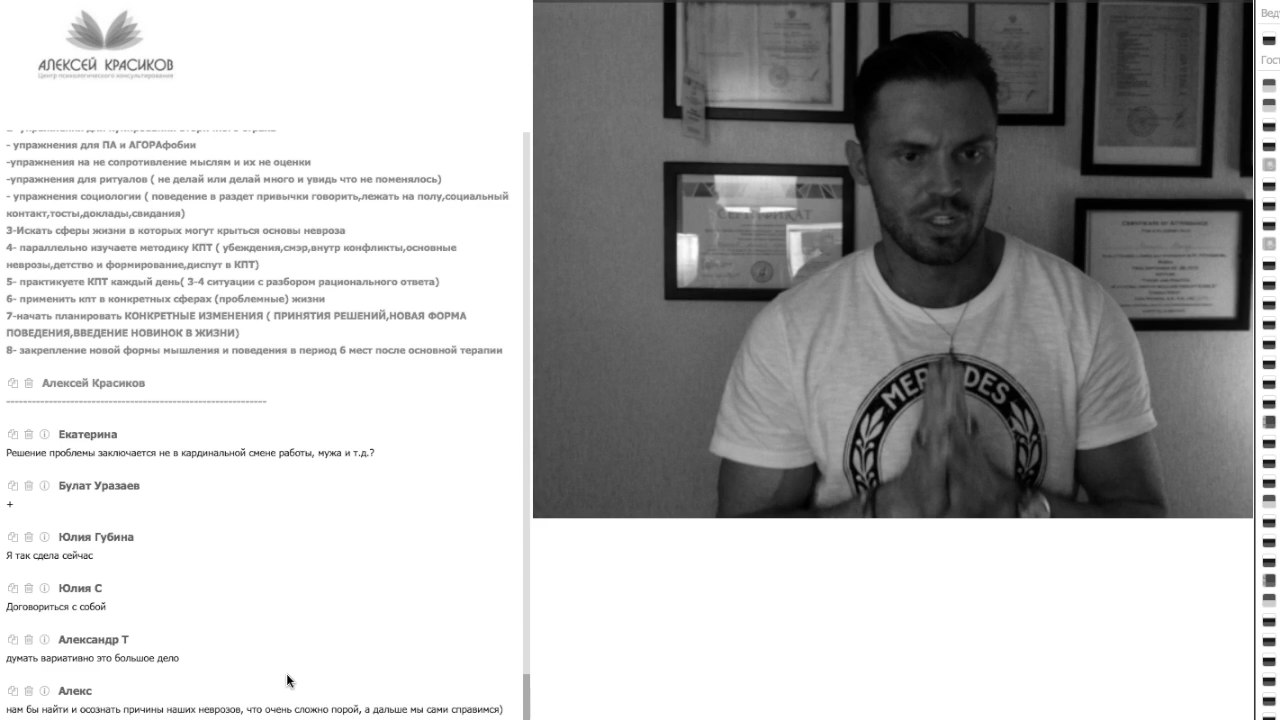 АЛЕКСЕЙ КРАСИКОВ
Центр психологического консультирования
- упражнения для ПА и АГОРАфобии
-упражнения на не сопротивление мыслям и их не оценки
-упражнения для ритуалов ( не делай или делай много и увидь что не поменялось)
- упражнения социологии ( поведение в раздет привычки говорить,лежать на полу,социальный
контакт,тосты,доклады,свидания)
3-Искать сферы жизни в которых могут крыться основы невроза
4- параллельно изучаете методику КПТ ( убеждения,смэр,внутр конфликты,основные
неврозы,детство и формирование,диспут в КПТ)
5- практикуете КПТ каждый день( 3-4 ситуации с разбором рационального ответа)
6- применить кпт в конкретных сферах (проблемные) жизни
7-начать планировать КОНКРЕТНЫЕ ИЗМЕНЕНИЯ ( ПРИНЯТИЯ РЕШЕНИЙ,НОВАЯ ФОРМА
ПОВЕДЕНИЯ,ВВЕДЕНИЕ НОВИНОК В ЖИЗНИ)
8- закрепление новой формы мышления и поведения в период 6 мест после основной терапии
Алексей Красиков
-------------------------------------------------------------
Екатерина
Решение проблемы заключается не в кардинальной смене работы, мужа и т.д.?
Булат Уразаев
+
Юлия Губина
Я так сдела сейчас
Юлия С
Договориться с собой
Александр Т
думать вариативно это большое дело
Алекс
нам бы найти и осознать причины наших неврозов, что очень сложно порой, а дальше мы сами справимся)
СЕРТИФИКАТ
MERCEDES
Вед
Гост